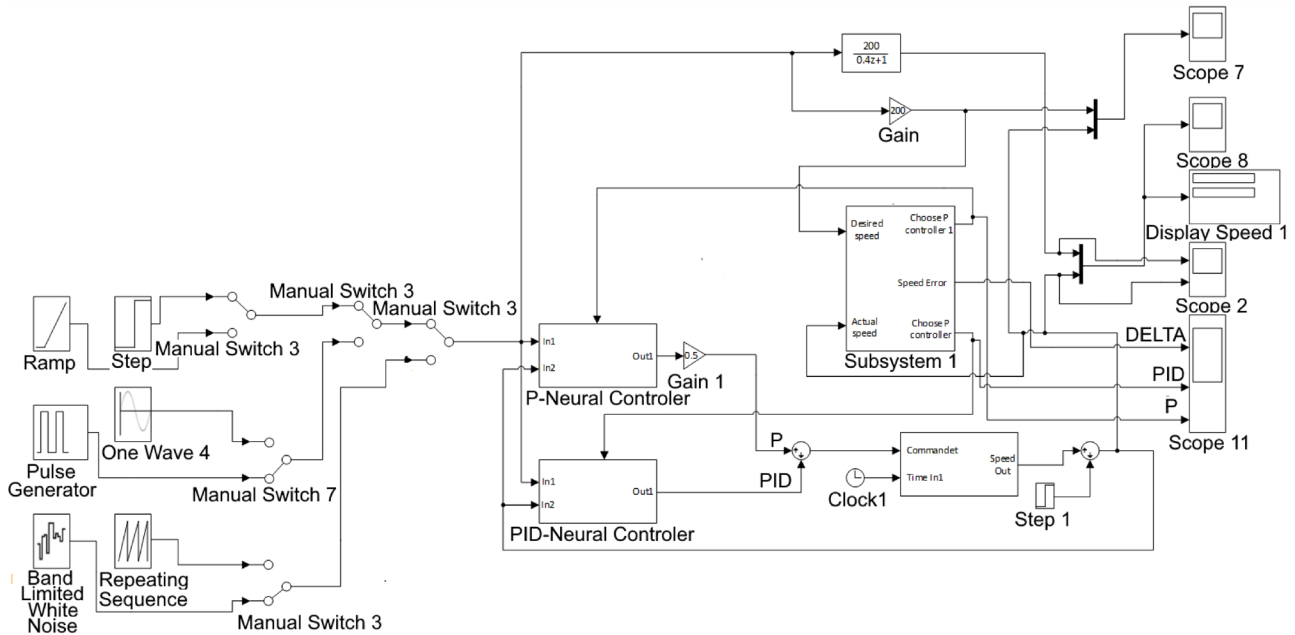 200
0.4z+1
Scope 7
200
Gain
Scope 8
Display Speed 1
Desired
speed
Choose P
controller 1
Speed Error
Actual
speed
Choose P
controller
Subsystem 1
Scope 2
DELTA
PID
P
Scope 11
Manual Switch 3
Manual Switch 3
Manual Switch 3
Ramp
Step
In1
In2
Out1
0.5
Gain 1
P-Neural Controler
One Wave 4
Pulse
Generator
Manual Switch 7
In1
In2
Out1
PID-Neural Controler
P
PID
Commandet
Time In1
Speed
Out
Clock1
Step 1
Band
Limited
White
Noise
Repeating
Sequence
Manual Switch 3